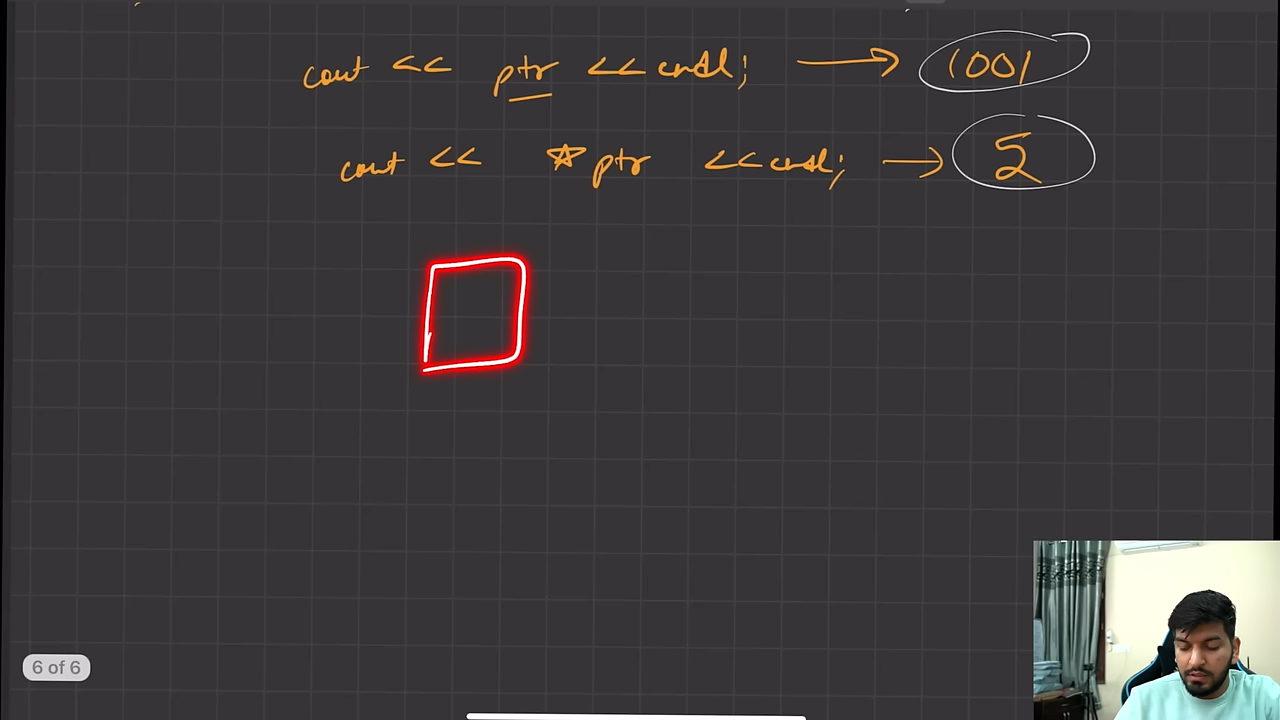 cout << ptr << endl; → 1001
cout << *ptr << endl; → 5
6 of 6